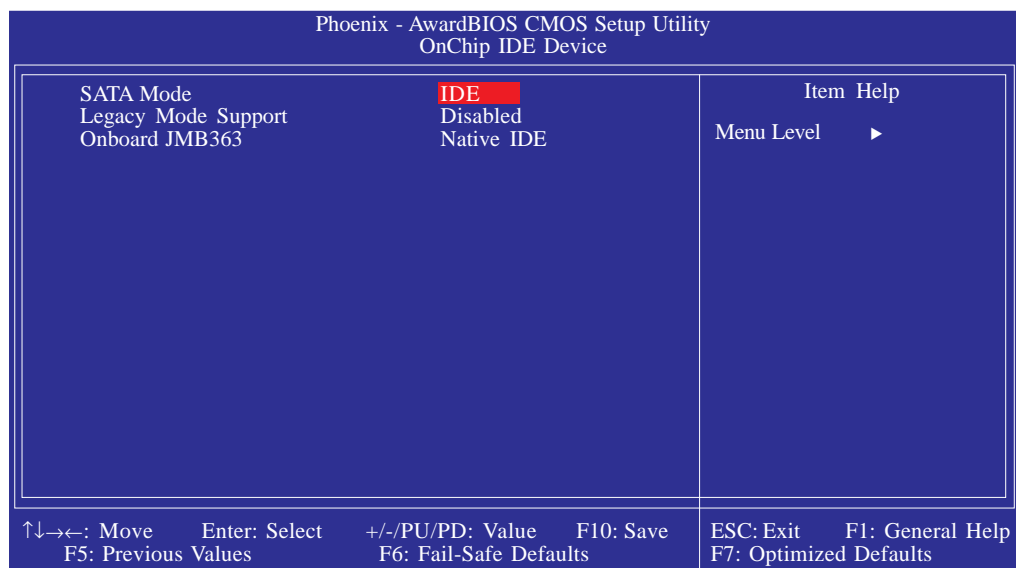 Phoenix - AwardBIOS CMOS Setup Utility
OnChip IDE Device
SATA Mode IDE
Legacy Mode Support Disabled
Onboard JMB363 Native IDE
Item Help
Menu Level ►
↑↓→←: Move Enter: Select +/-/PU/PD: Value F10: Save ESC: Exit F1: General Help
F5: Previous Values F6: Fail-Safe Defaults F7: Optimized Defaults